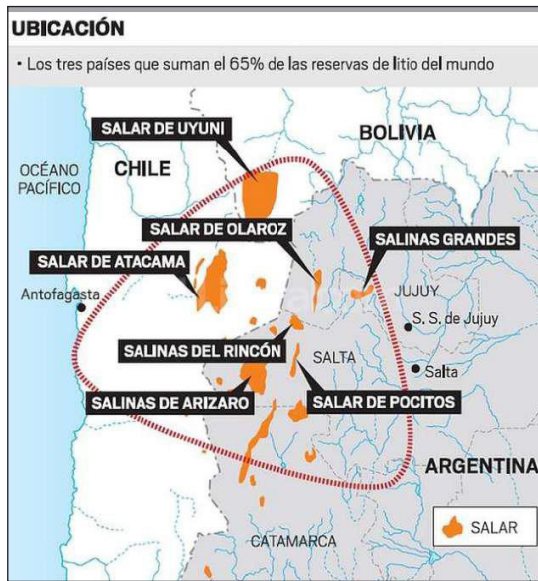 UBICACIÓN
• Los tres países que suman el 65% de las reservas de litio del mundo
SALAR DE UYUNI
BOLIVIA
OCÉANO
PACÍFICO
CHILE
SALAR DE OLAROZ
SALINAS GRANDES
SALAR DE ATACAMA
JUJUY
Antofagasta
S. S. de Jujuy
SALINAS DEL RINCÓN
SALTA
Salta
SALINAS DE ARIZARO
SALAR DE POCITOS
ARGENTINA
SALAR
CATAMARCA